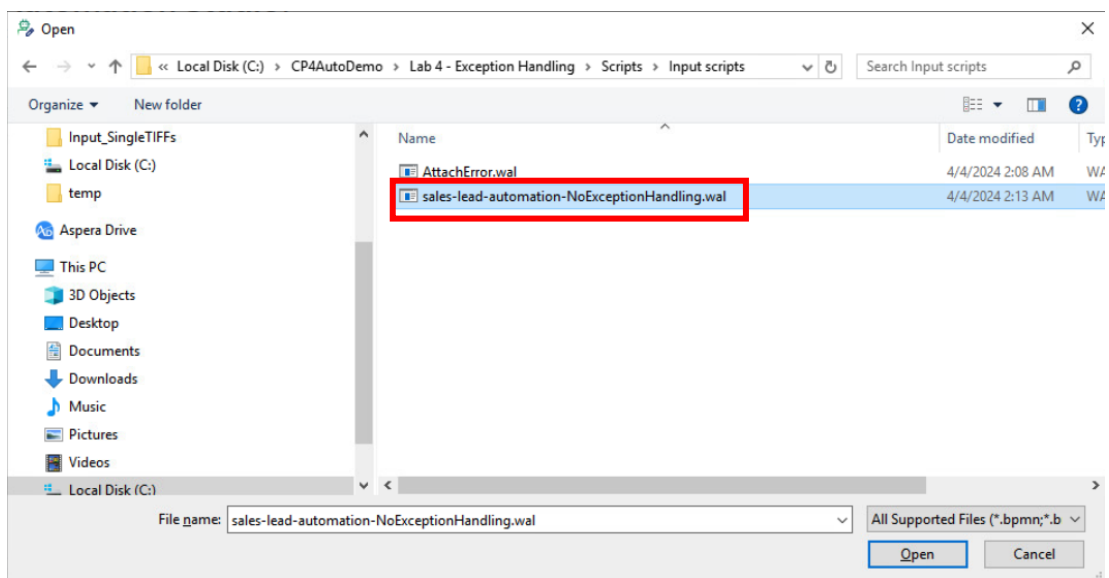 Open
« Local Disk (C:) > CP4AutoDemo > Lab 4 - Exception Handling > Scripts > Input scripts
Search Input scripts
Organize New folder
Name Date modified
Input_SingleTIFFs
Local Disk (C:)
temp
Aspera Drive
This PC
3D Objects
Desktop
Documents
Downloads
Music
Pictures
Videos
Local Disk (C:)
AttachError.wal 4/4/2024 2:08 AM WA
sales-lead-automation-NoExceptionHandling.wal 4/4/2024 2:13 AM WA
File name: sales-lead-automation-NoExceptionHandling.wal All Supported Files (*.bpmn;*.b
Open Cancel